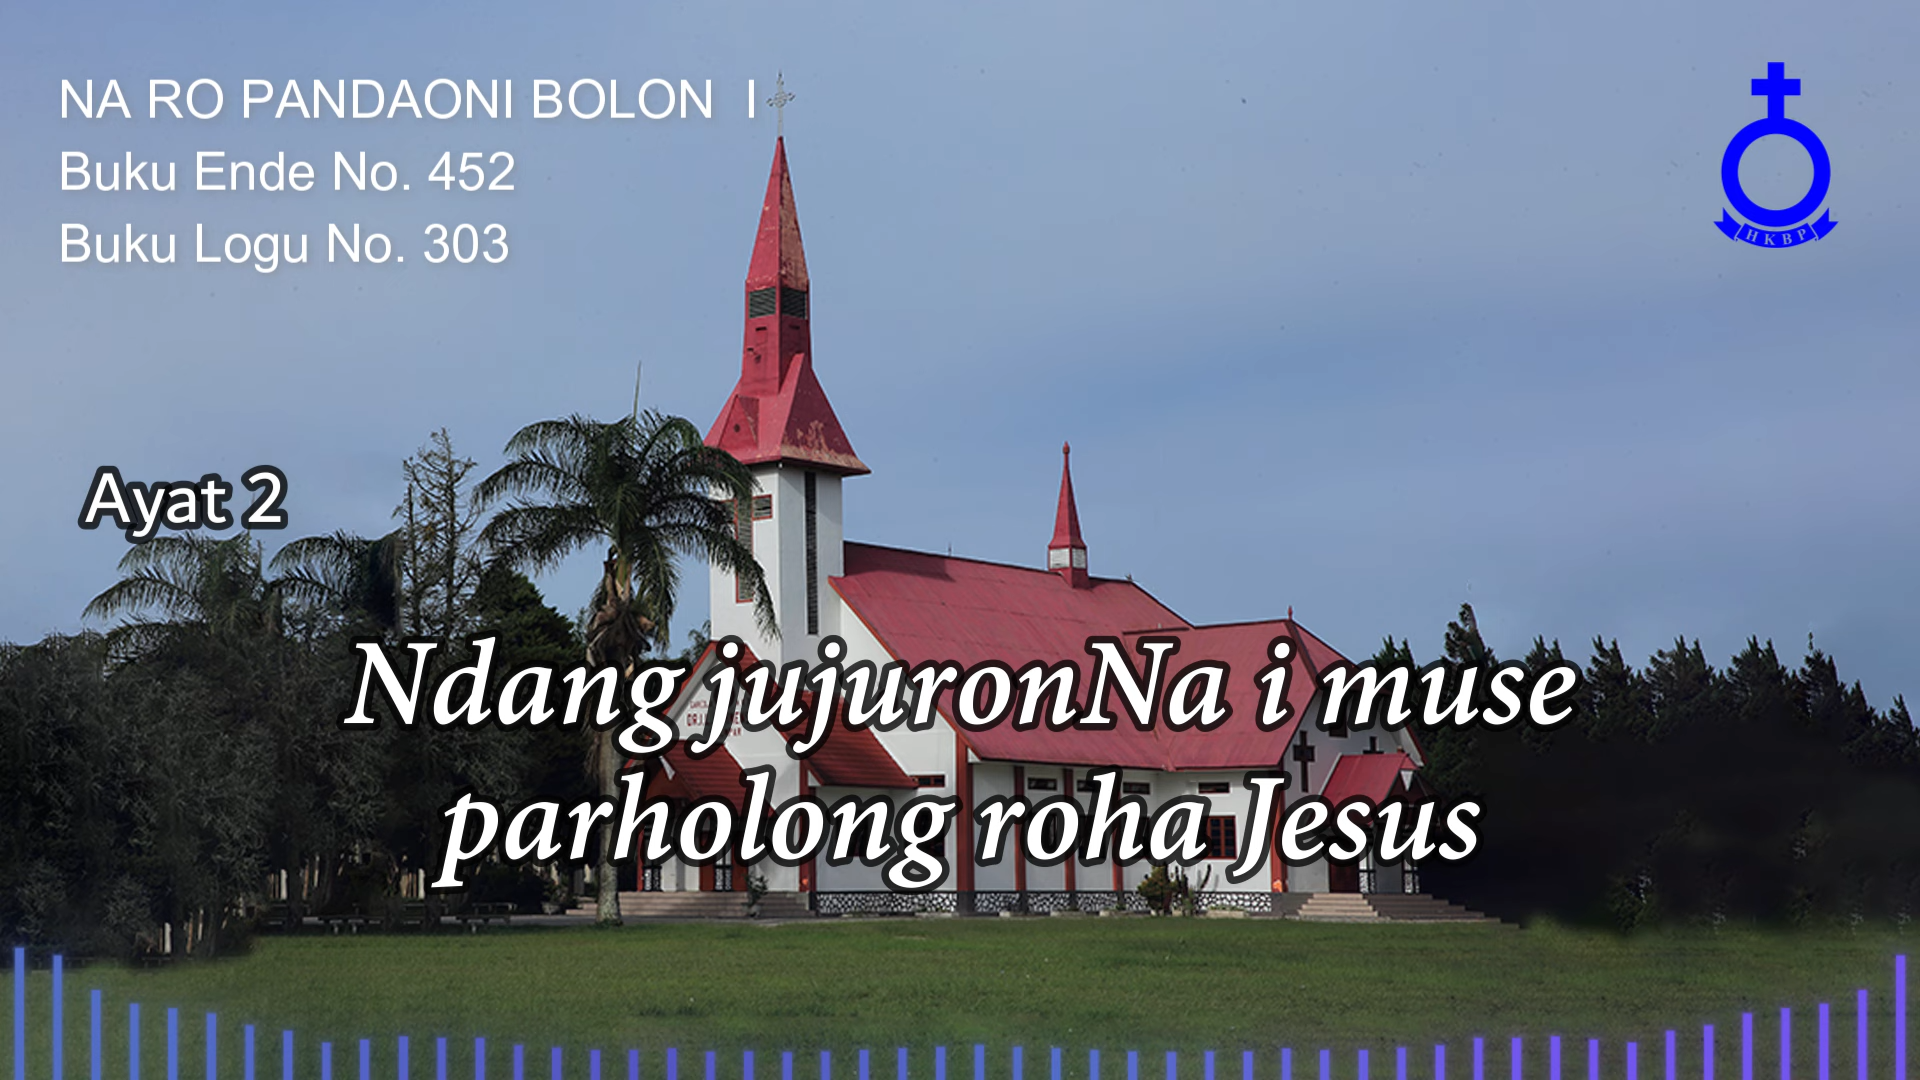 NA RO PANDAONI BOLON I
Buku Ende No. 452
Buku Logu No. 303
HKBP
Ayat 2
Ndang jujuronNa i muse
parholong roha Jesus